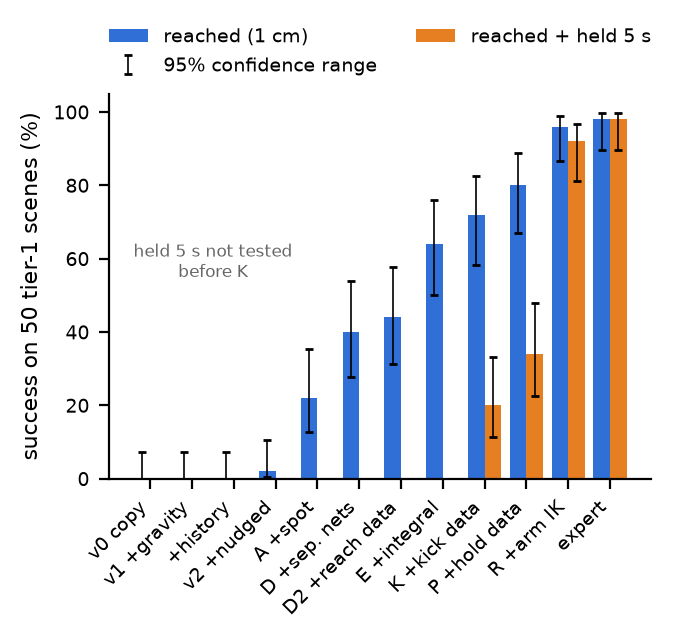 reached (1 cm)
reached + held 5 s
95% confidence range
success on 50 tier-1 scenes (%)
100
80
60
40
20
0
held 5 s not tested
before K
v0 copy
v1 +gravity
+history
v2 +nudged
A +spot
D +sep. nets
D2 +reach data
E +integral
K +kick data
P +hold data
R +arm IK
expert